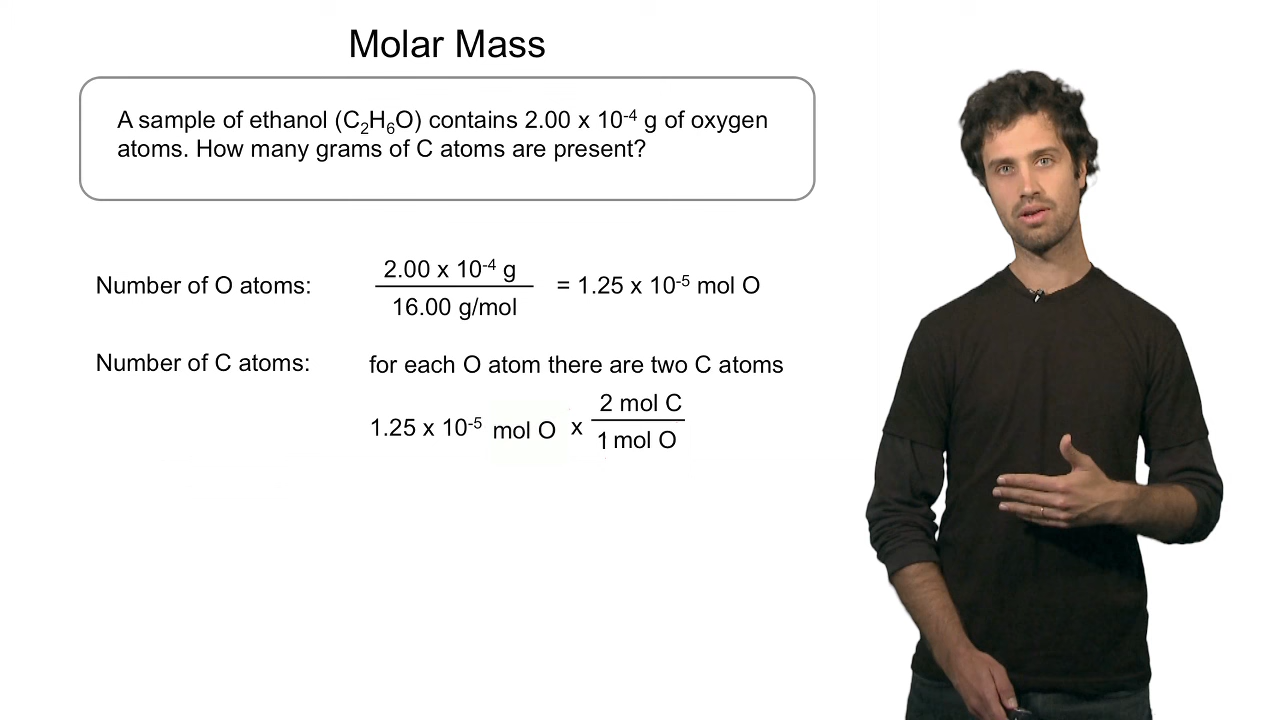 Molar Mass
A sample of ethanol (C₂H₆O) contains 2.00 x 10⁻⁴ g of oxygen
atoms. How many grams of C atoms are present?
Number of O atoms:
2.00 x 10⁻⁴ g
16.00 g/mol
= 1.25 x 10⁻⁵ mol O
Number of C atoms:
for each O atom there are two C atoms
1.25 x 10⁻⁵ mol O x
2 mol C
1 mol O